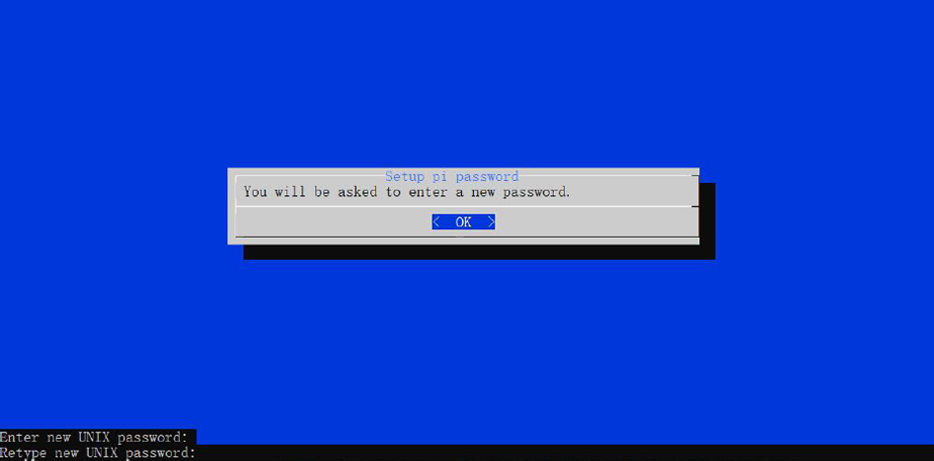 Setup pi password
You will be asked to enter a new password.
< OK >
Enter new UNIX password:
Retype new UNIX password: